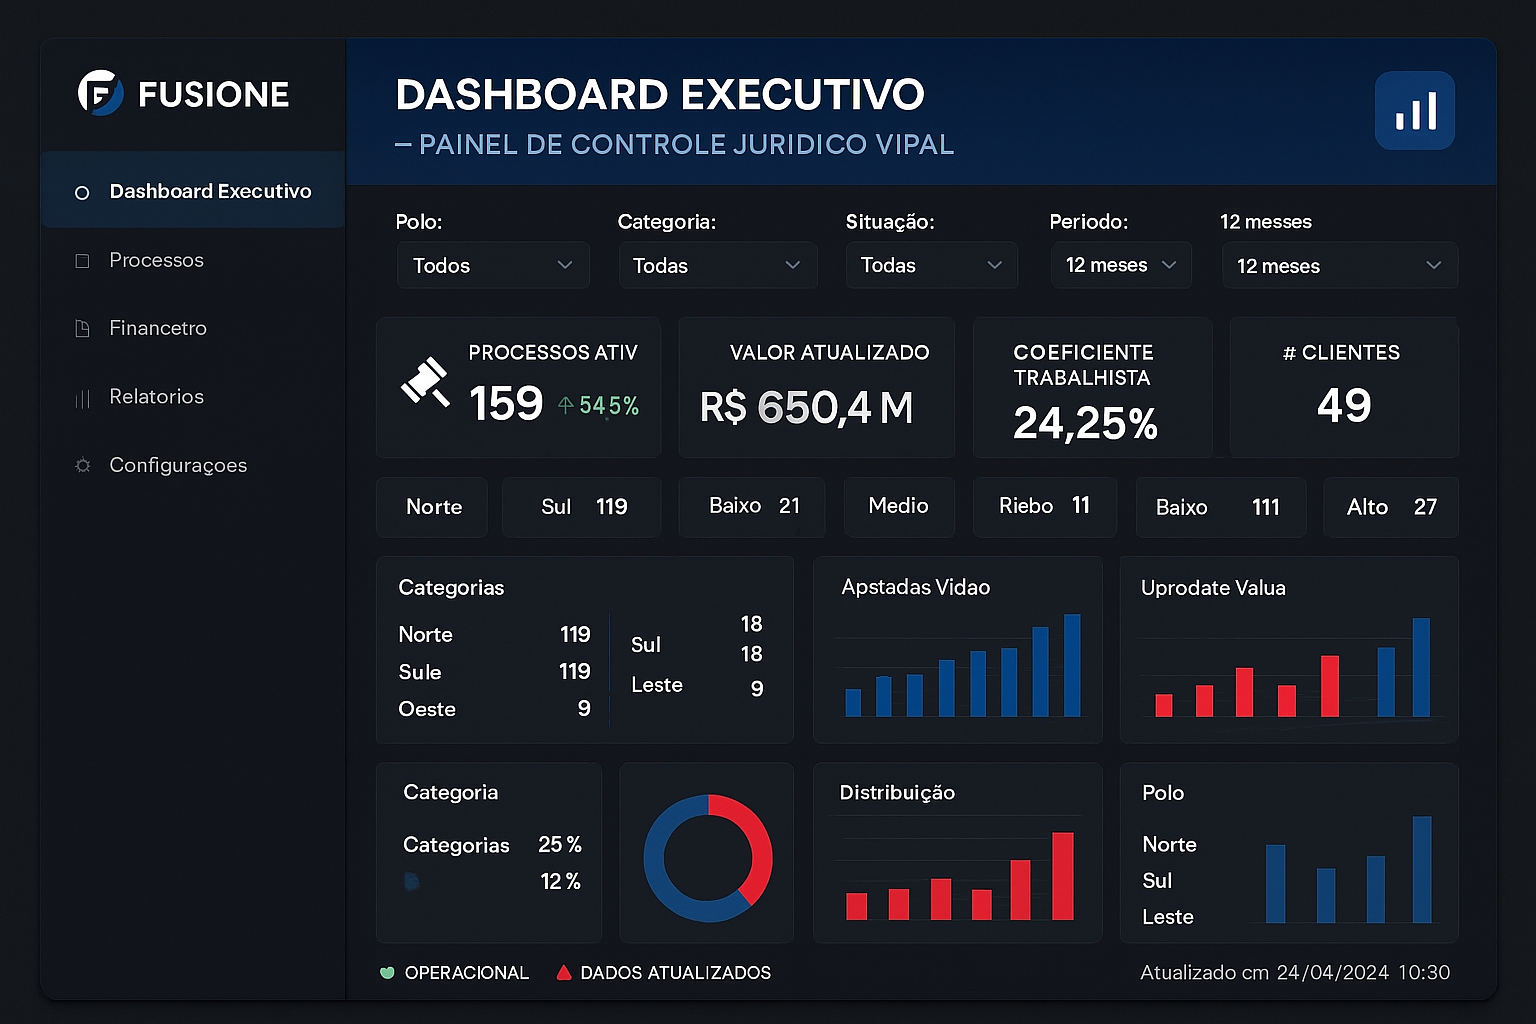 FUSIONE
Dashboard Executivo
Processos
Financetro
Relatorios
Configuraçoes
DASHBOARD EXECUTIVO
– PAINEL DE CONTROLE JURIDICO VIPAL
Polo:
Todos
Categoria:
Todas
Situação:
Todas
Periodo:
12 meses
12 messes
12 meses
PROCESSOS ATIV
159 545%
VALOR ATUALIZADO
R$ 650,4 M
COEFICIENTE
TRABALHISTA
24,25%
# CLIENTES
49
Norte
Sul 119
Baixo 21
Medio
Riebo 11
Baixo 111
Alto 27
Categorias
Norte 119
Sule 119
Oeste 9
18
Sul
18
Leste 9
Apstadas Vidao
Uprodate Valua
Categoria
Categorias 25 %
12 %
Distribuição
Polo
Norte
Sul
Leste
OPERACIONAL
DADOS ATUALIZADOS
Atualizado cm 24/04/2024 10:30